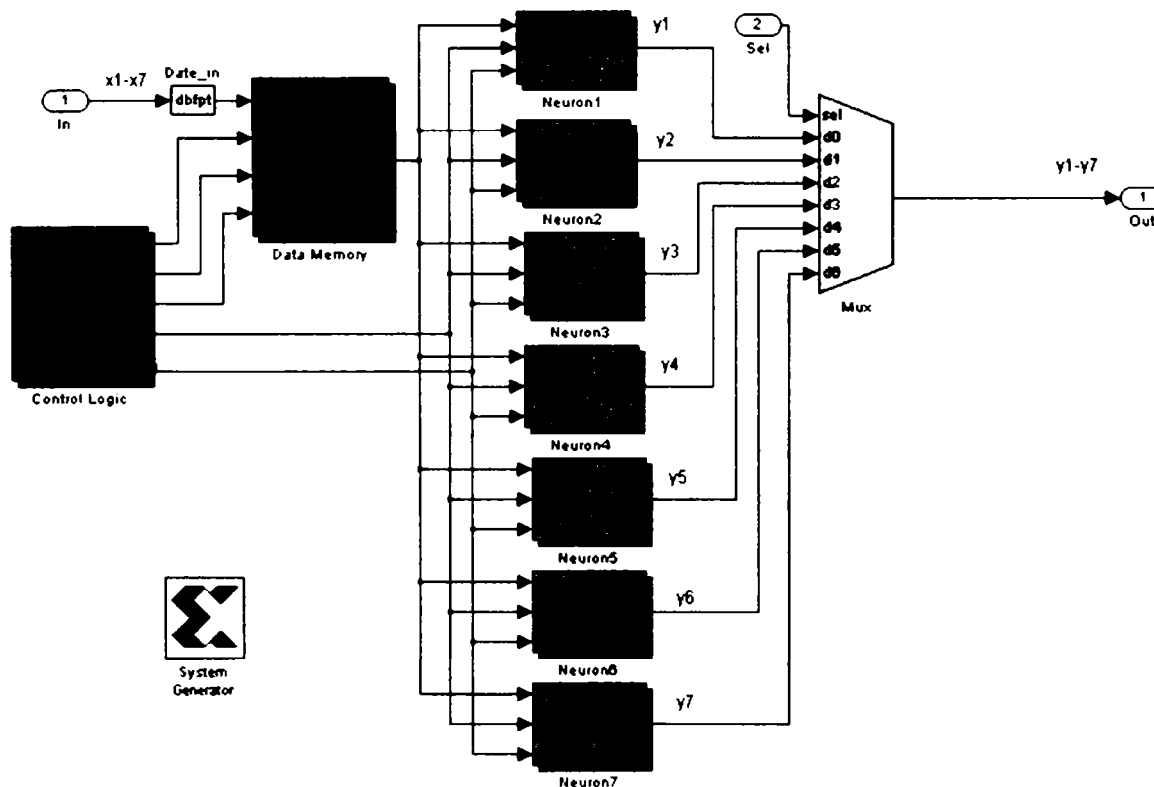 y1
2
Sel
x1-x7
Date_in
1
dbfpt
In
Neuron1
sel
d0
d1
d2
d3
d4
d5
d6
Mux
y2
y1-y7
1
Out
Neuron2
Data Memory
y3
Neuron3
Control Logic
y4
Neuron4
y5
Neuron5
y6
System
Generator
Neuron6
y7
Neuron7